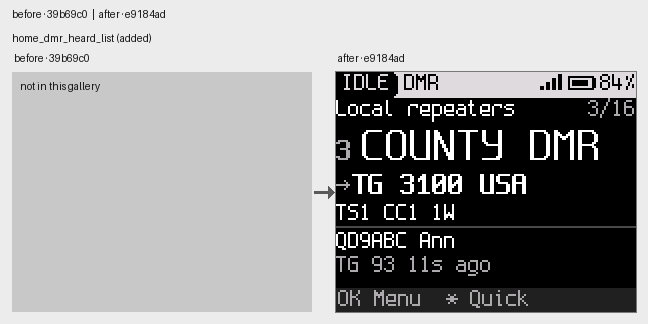 before · 39b69c0 | after · e9184ad
home_dmr_heard_list (added)
before · 39b69c0
after · e9184ad
not in this gallery
IDLE DMR 84%
Local repeaters 3/16
3 COUNTY DMR
→TG 3100 USA
TS1 CC1 1W
QD9ABC Ann
TG 93 11s ago
OK Menu * Quick